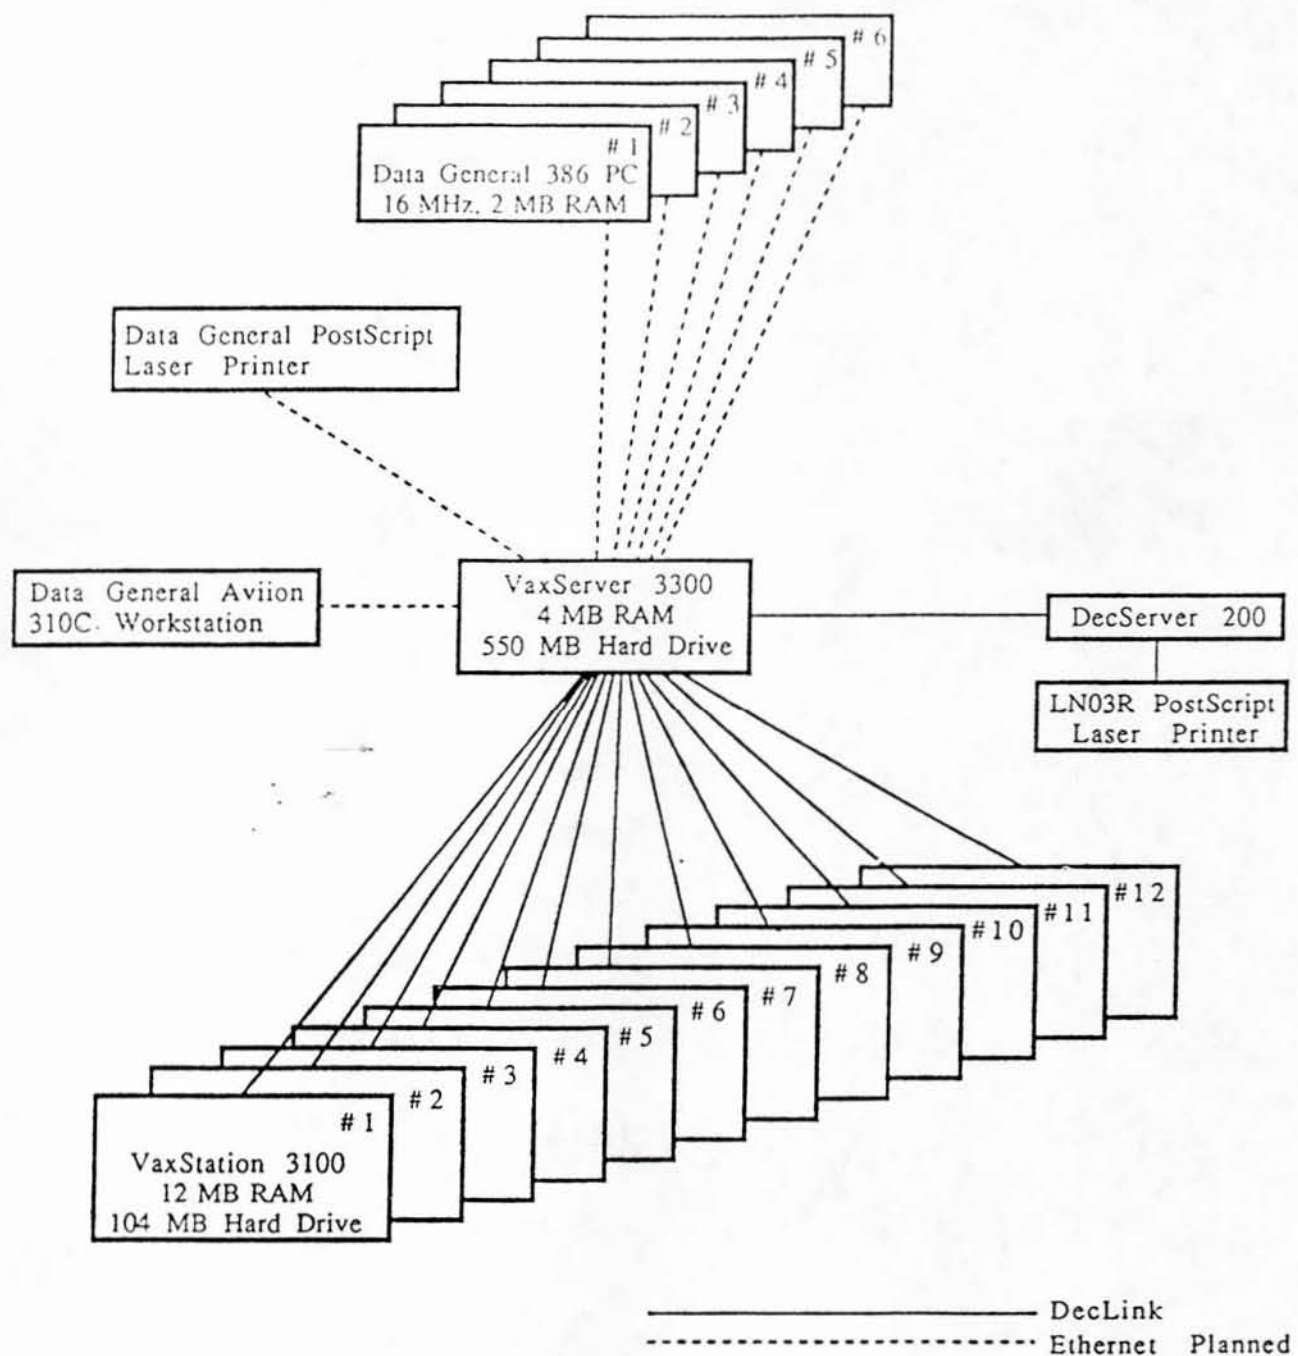 # 6
# 5
# 4
# 3
# 2
# 1
Data General 386 PC
16 MHz, 2 MB RAM
Data General PostScript
Laser Printer
Data General Aviion
310C. Workstation
VaxServer 3300
4 MB RAM
550 MB Hard Drive
DecServer 200
LN03R PostScript
Laser Printer
#12
#11
#10
#9
#8
#7
#6
#5
#4
#3
#2
#1
VaxStation 3100
12 MB RAM
104 MB Hard Drive
DecLink
Ethernet Planned